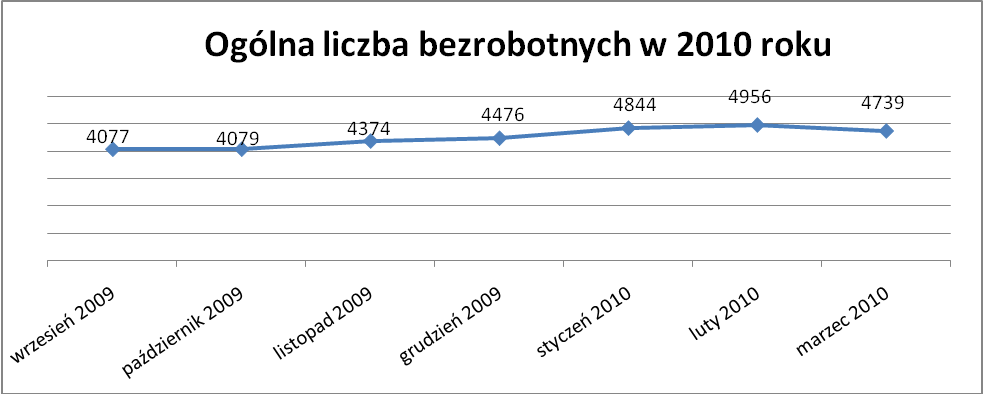 Ogólna liczba bezrobotnych w 2010 roku
4077
4079
4374
4476
4844
4956
4739
wrzesień 2009
październik 2009
listopad 2009
grudzień 2009
styczeń 2010
luty 2010
marzec 2010